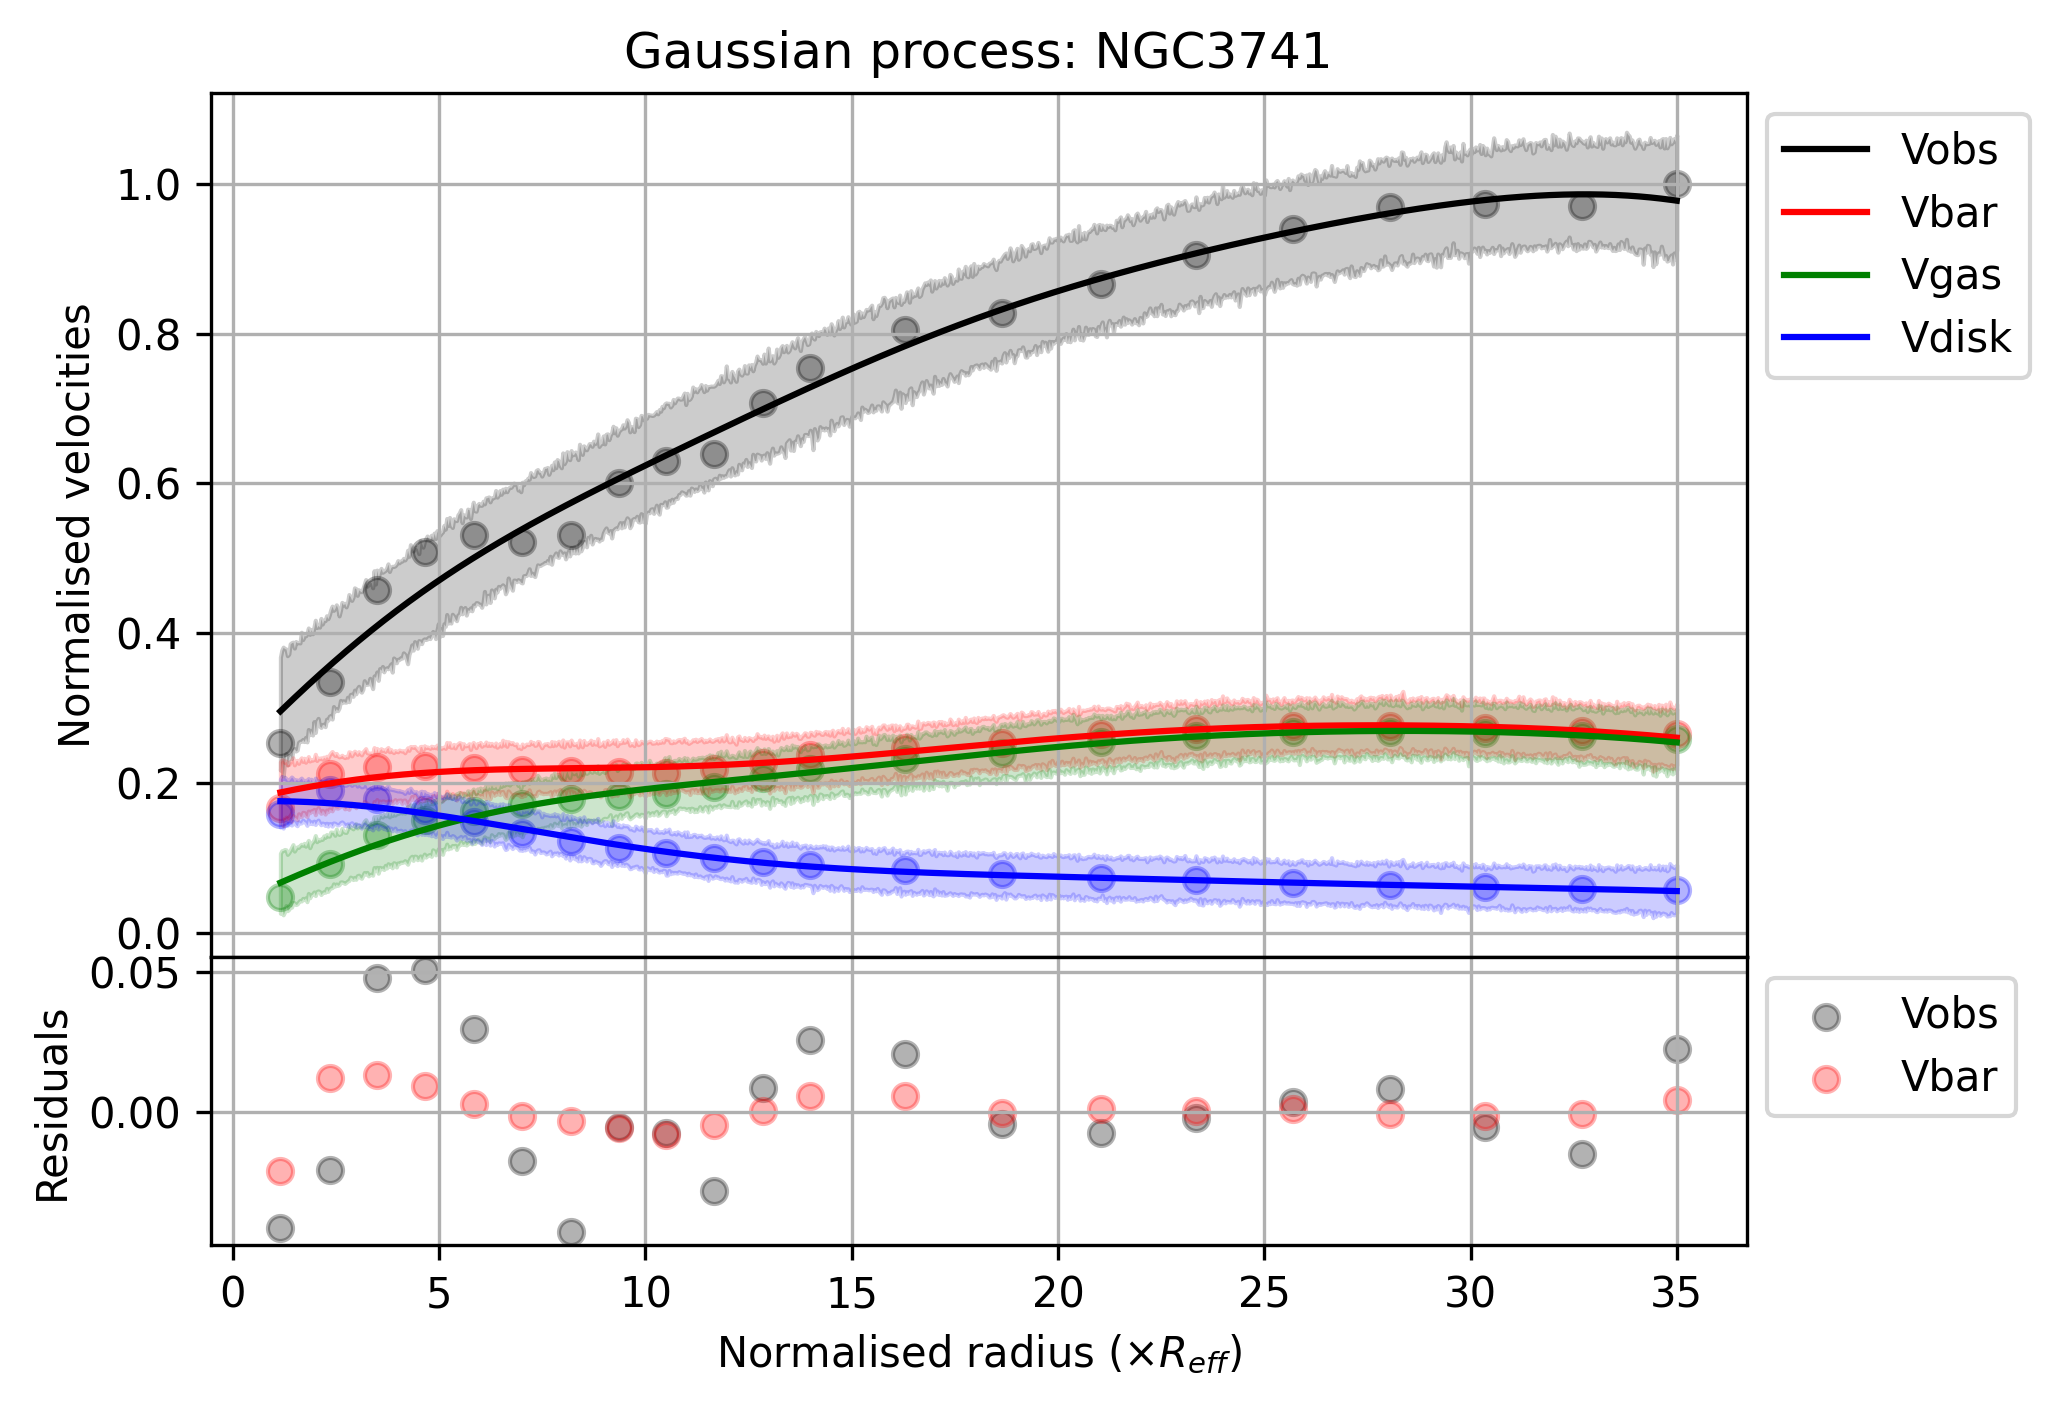 Gaussian process: NGC3741
Normalised velocities
1.0
0.8
0.6
0.4
0.2
0.0
Vobs
Vbar
Vgas
Vdisk
Residuals
0.05
0.00
Vobs
Vbar
0 5 10 15 20 25 30 35
Normalised radius (×R_eff)